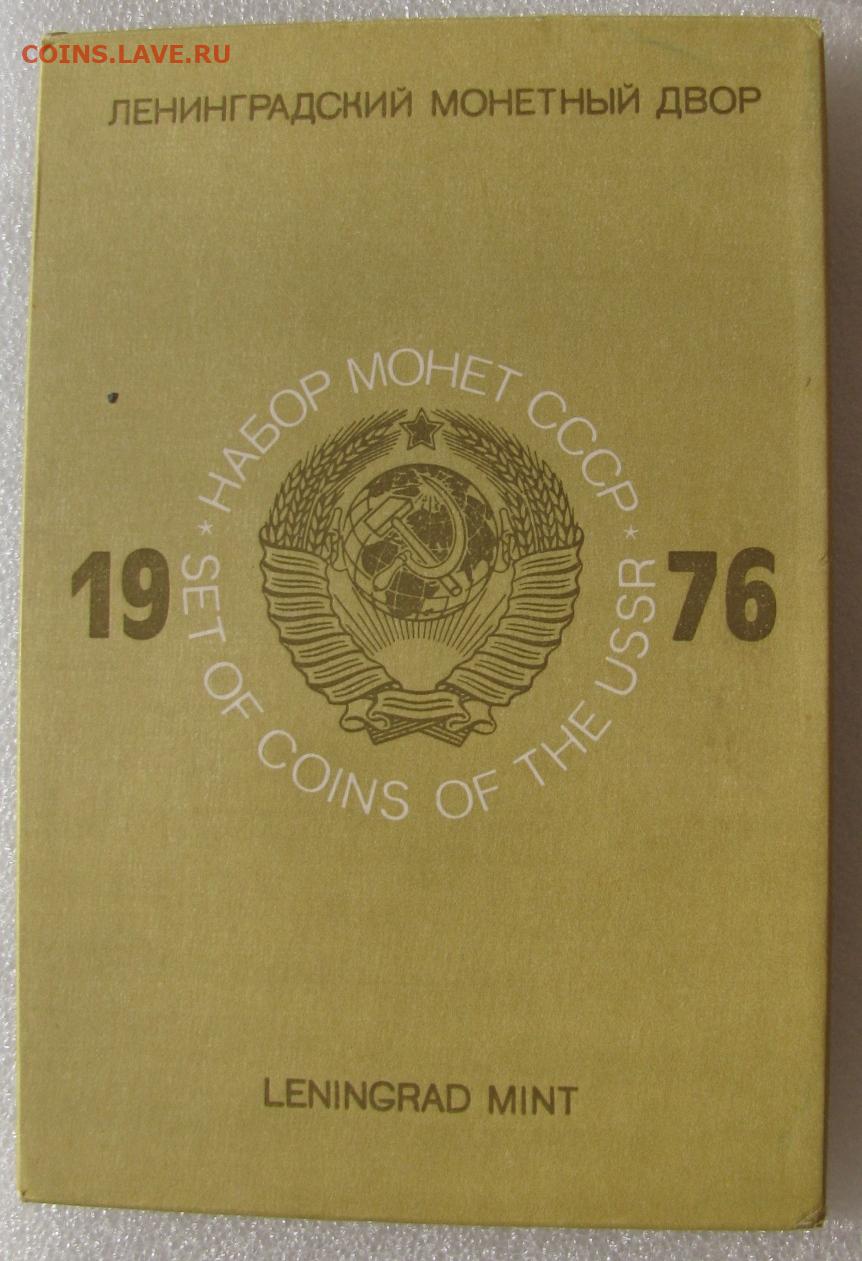 COINS.LAVE.RU
ЛЕНИНГРАДСКИЙ МОНЕТНЫЙ ДВОР
* НАБОР МОНЕТ СССР *
19 76
SET OF COINS OF THE USSR
LENINGRAD MINT